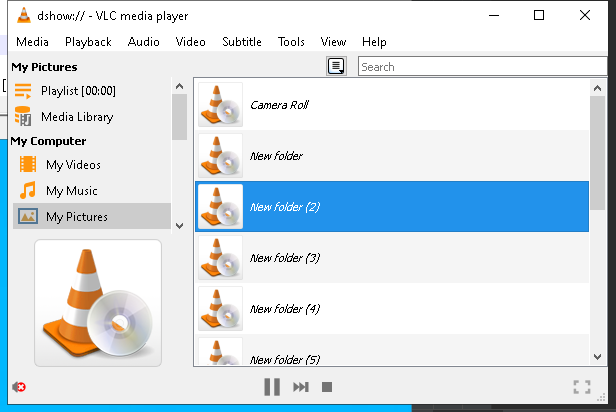 dshow:// - VLC media player
Media Playback Audio Video Subtitle Tools View Help
My Pictures
Search
Playlist [00:00]
Media Library
My Computer
My Videos
My Music
My Pictures
Camera Roll
New folder
New folder (2)
New folder (3)
New folder (4)
New folder (5)